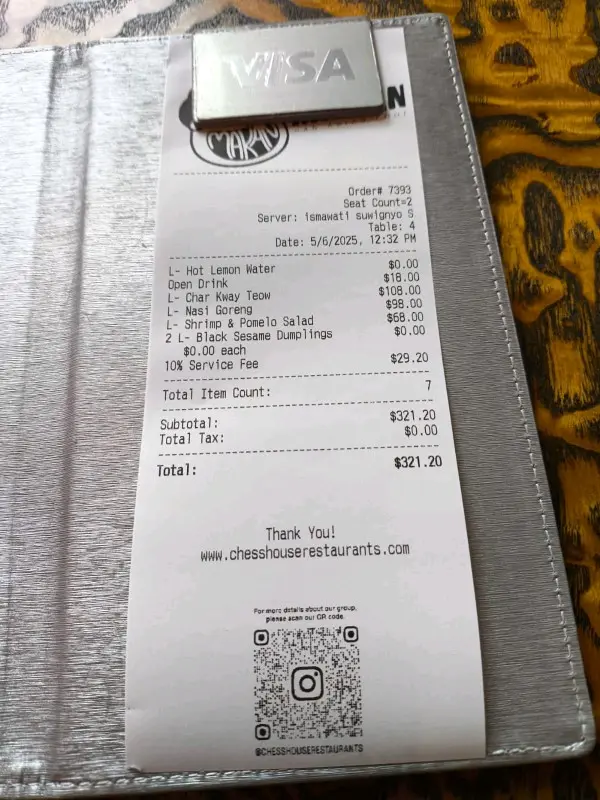 VISA
N
MAKAN
Order# 7393
Seat Count=2
Server: ismawati suwignyo S
Table: 4
Date: 5/6/2025, 12:32 PM
L- Hot Lemon Water $0.00
Open Drink $18.00
L- Char Kway Teow $108.00
L- Nasi Goreng $98.00
L- Shrimp & Pomelo Salad $68.00
2 L- Black Sesame Dumplings $0.00
$0.00 each
10% Service Fee $29.20
Total Item Count: 7
Subtotal: $321.20
Total Tax: $0.00
Total: $321.20
Thank You!
www.chesshouserestaurants.com
For more details about our group,
please scan our QR code.
@CHESSHOUSERESTAURANTS